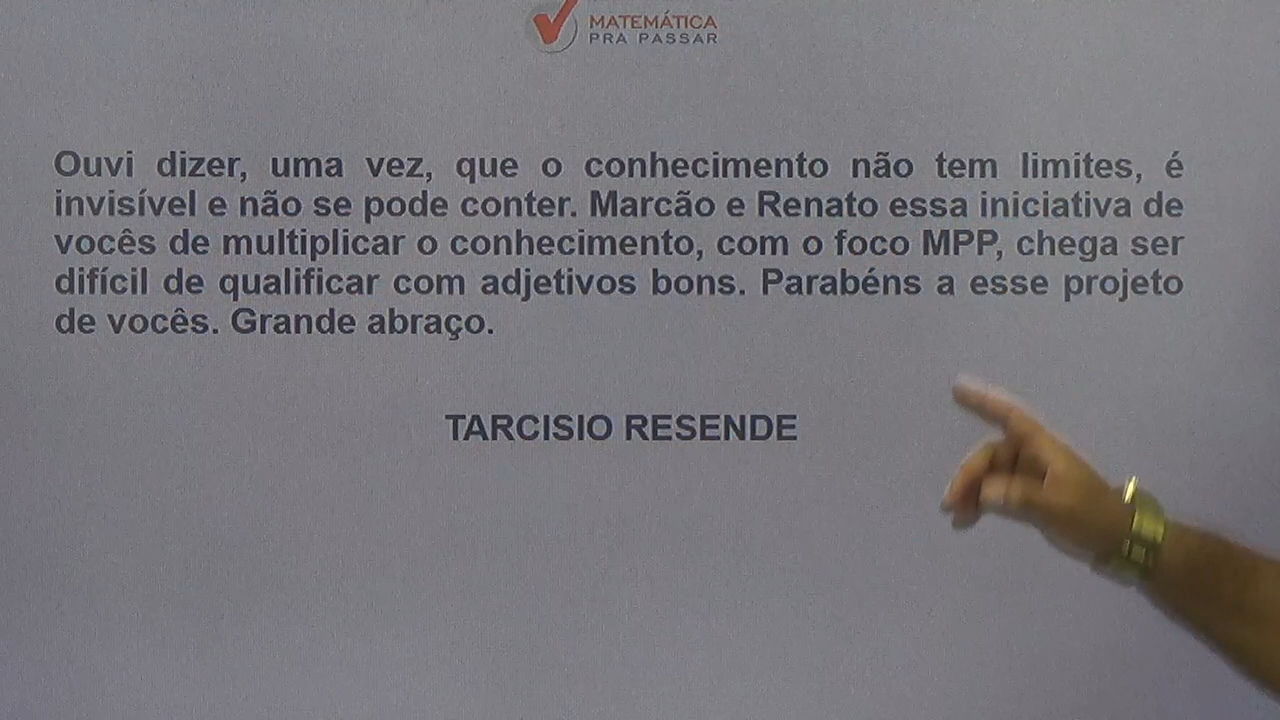 MATEMÁTICA
PRA PASSAR
Ouvi dizer, uma vez, que o conhecimento não tem limites, é
invisível e não se pode conter. Marcão e Renato essa iniciativa de
vocês de multiplicar o conhecimento, com o foco MPP, chega ser
difícil de qualificar com adjetivos bons. Parabéns a esse projeto
de vocês. Grande abraço.
TARCISIO RESENDE